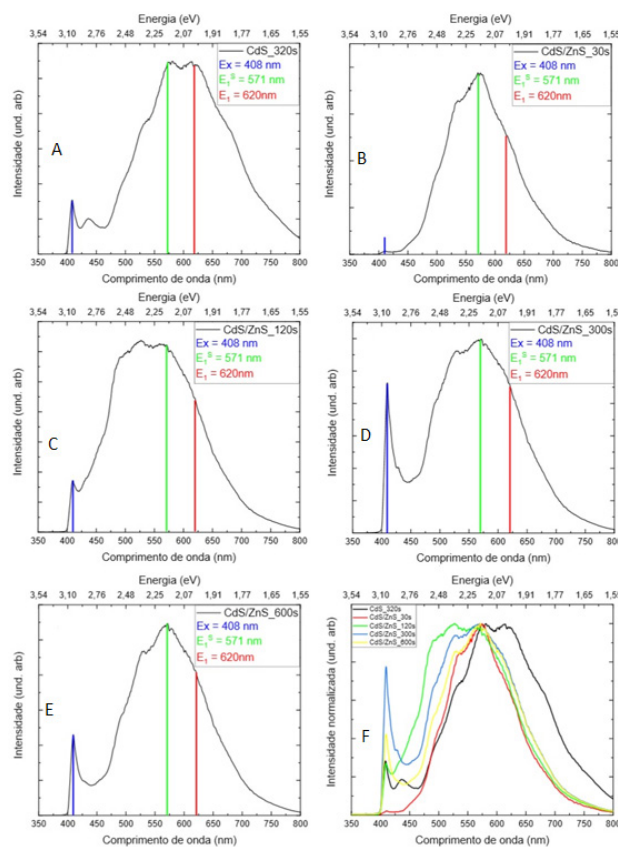 Energia (eV)
3,54 3,10 2,76 2,48 2,25 2,07 1,91 1,77 1,65 1,55
CdS_320s
Ex = 408 nm
E₁ˢ = 571 nm
E₁ = 620nm
A
Intensidade (und. arb)
350 400 450 500 550 600 650 700 750 800
Comprimento de onda (nm)
Energia (eV)
3,54 3,10 2,76 2,48 2,25 2,07 1,91 1,77 1,65 1,55
CdS/ZnS_30s
Ex = 408 nm
E₁ˢ = 571 nm
E₁ = 620nm
B
Intensidade (und. arb)
350 400 450 500 550 600 650 700 750 800
Comprimento de onda (nm)
Energia (eV)
3,54 3,10 2,76 2,48 2,25 2,07 1,91 1,77 1,65 1,55
CdS/ZnS_120s
Ex = 408 nm
E₁ˢ = 571 nm
E₁ = 620nm
C
Intensidade (und. arb)
350 400 450 500 550 600 650 700 750 800
Comprimento de onda (nm)
Energia (eV)
3,54 3,10 2,76 2,48 2,25 2,07 1,91 1,77 1,65 1,55
CdS/ZnS_300s
Ex = 408 nm
E₁ˢ = 571 nm
E₁ = 620nm
D
Intensidade (und. arb)
350 400 450 500 550 600 650 700 750 800
Comprimento de onda (nm)
Energia (eV)
3,54 3,10 2,76 2,48 2,25 2,07 1,91 1,77 1,65 1,55
CdS/ZnS_600s
Ex = 408 nm
E₁ˢ = 571 nm
E₁ = 620nm
E
Intensidade (und. arb)
350 400 450 500 550 600 650 700 750 800
Comprimento de onda (nm)
Energia (eV)
3,54 3,10 2,76 2,48 2,25 2,07 1,91 1,77 1,65 1,55
CdS_320s
CdS/ZnS_30s
CdS/ZnS_120s
CdS/ZnS_300s
CdS/ZnS_600s
F
Intensidade normalizada (und. arb)
350 400 450 500 550 600 650 700 750 800
Comprimento de onda (nm)